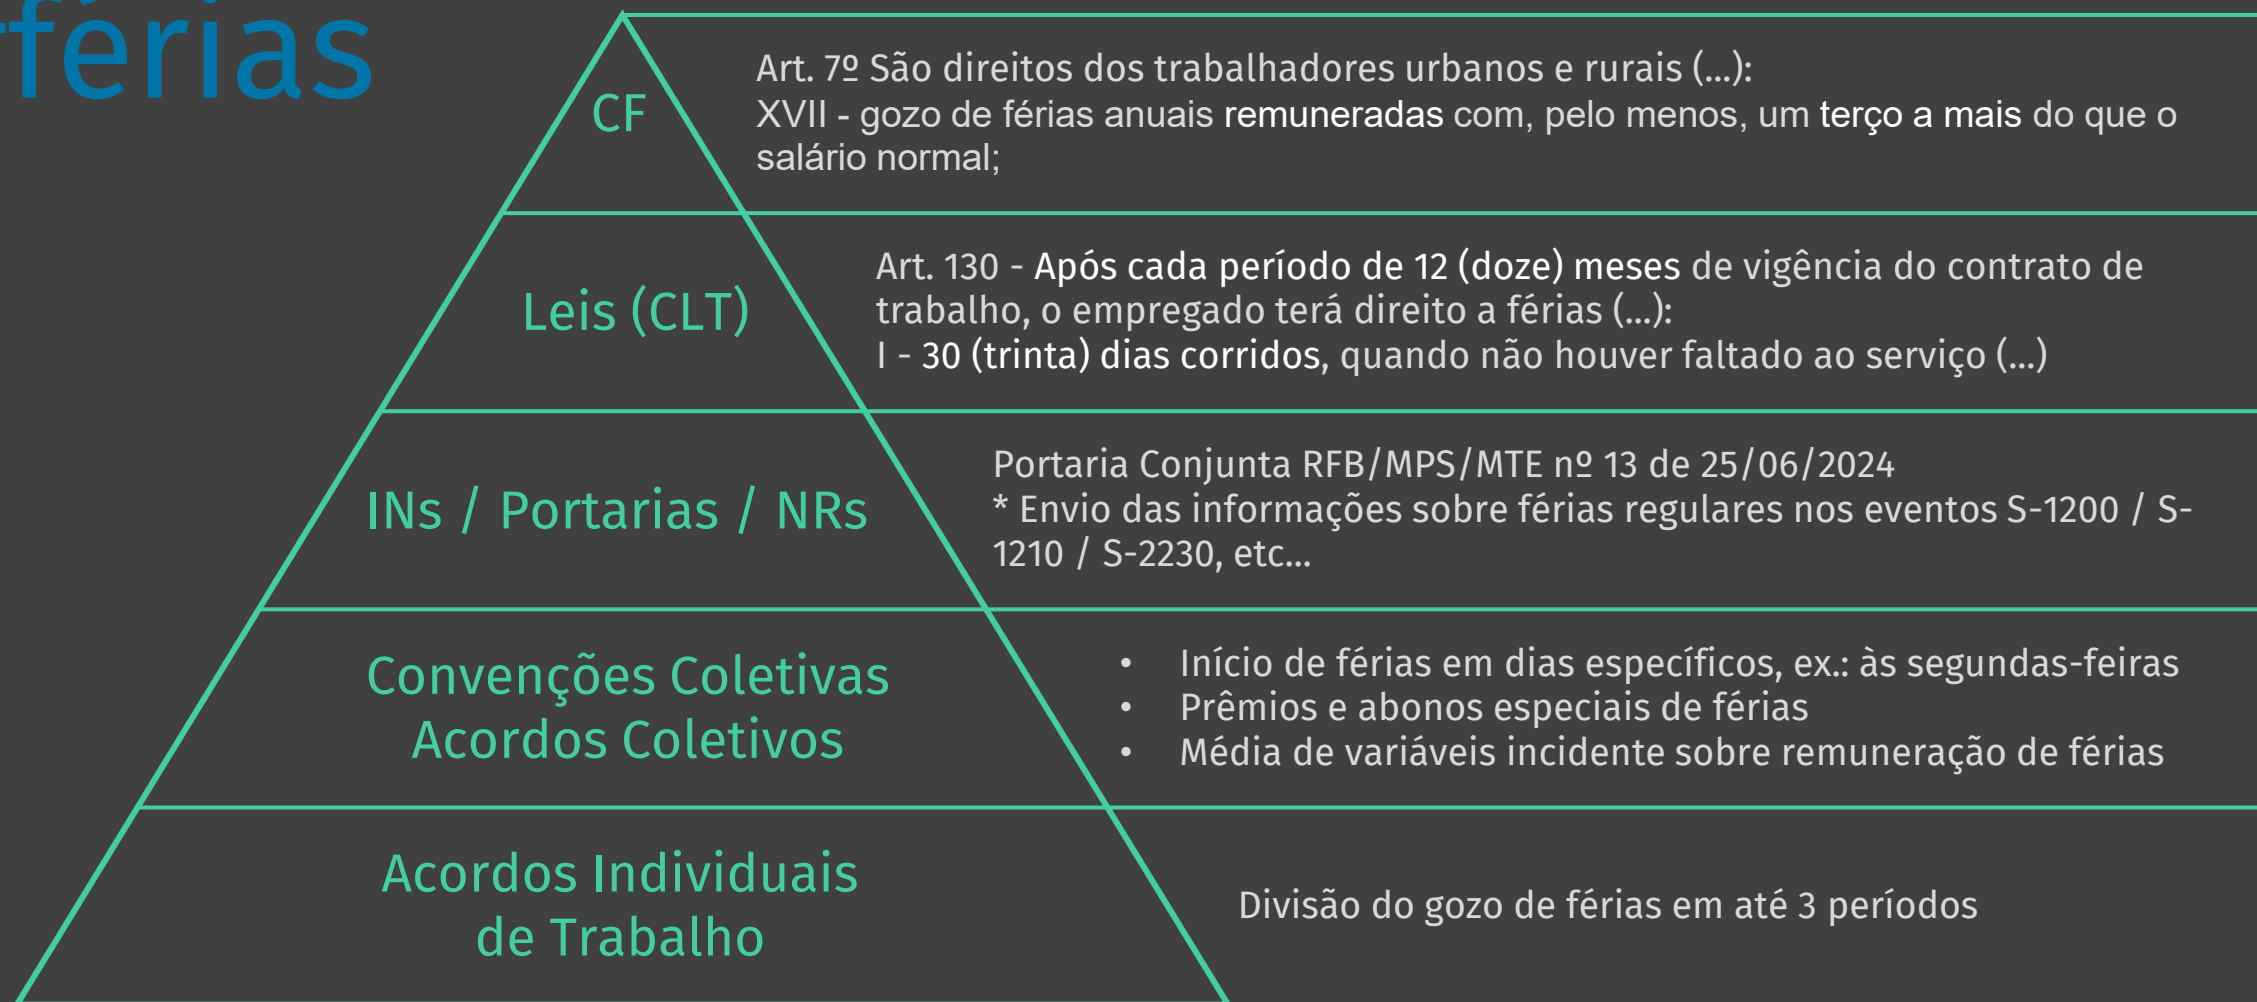 férias
CF
Art. 7º São direitos dos trabalhadores urbanos e rurais (...):
XVII - gozo de férias anuais remuneradas com, pelo menos, um terço a mais do que o
salário normal;
Leis (CLT)
Art. 130 - Após cada período de 12 (doze) meses de vigência do contrato de
trabalho, o empregado terá direito a férias (...):
I - 30 (trinta) dias corridos, quando não houver faltado ao serviço (...)
INs / Portarias / NRs
Portaria Conjunta RFB/MPS/MTE nº 13 de 25/06/2024
* Envio das informações sobre férias regulares nos eventos S-1200 / S-
1210 / S-2230, etc...
Convenções Coletivas
Acordos Coletivos
• Início de férias em dias específicos, ex.: às segundas-feiras
• Prêmios e abonos especiais de férias
• Média de variáveis incidente sobre remuneração de férias
Acordos Individuais
de Trabalho
Divisão do gozo de férias em até 3 períodos